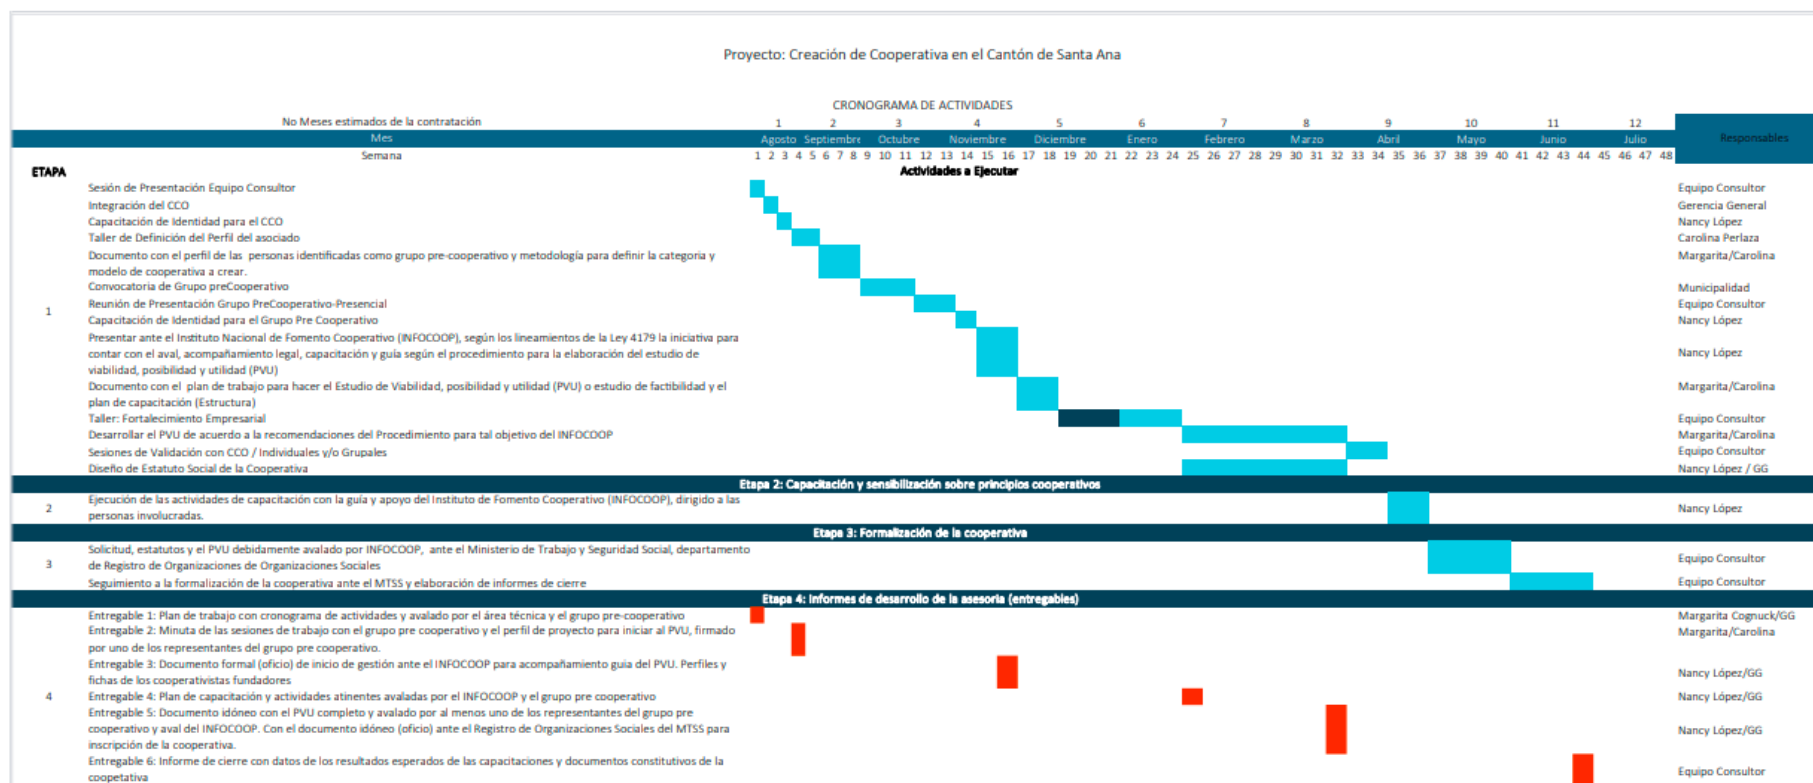 Proyecto: Creación de Cooperativa en el Cantón de Santa Ana
CRONOGRAMA DE ACTIVIDADES
No Meses estimados de la contratación 1 2 3 4 5 6 7 8 9 10 11 12
Mes Agosto Septiembre Octubre Noviembre Diciembre Enero Febrero Marzo Abril Mayo Junio Julio Responsables
Semana 1 2 3 4 5 6 7 8 9 10 11 12 13 14 15 16 17 18 19 20 21 22 23 24 25 26 27 28 29 30 31 32 33 34 35 36 37 38 39 40 41 42 43 44 45 46 47 48
ETAPA Actividades a Ejecutar
Sesión de Presentación Equipo Consultor Equipo Consultor
Integración del CCO Gerencia General
Capacitación de Identidad para el CCO Nancy López
Taller de Definición del Perfil del asociado Carolina Perlaza
Documento con el perfil de las personas identificadas como grupo pre-cooperativo y metodología para definir la categoria y Margarita/Carolina
modelo de cooperativa a crear.
Convocatoria de Grupo preCooperativo Municipalidad
Reunión de Presentación Grupo PreCooperativo-Presencial Equipo Consultor
1
Capacitación de Identidad para el Grupo Pre Cooperativo Nancy López
Presentar ante el Instituto Nacional de Fomento Cooperativo (INFOCOOP), según los lineamientos de la Ley 4179 la iniciativa para
contar con el aval, acompañamiento legal, capacitación y guía según el procedimiento para la elaboración del estudio de Nancy López
viabilidad, posibilidad y utilidad (PVU)
Documento con el plan de trabajo para hacer el Estudio de Viabilidad, posibilidad y utilidad (PVU) o estudio de factibilidad y el Margarita/Carolina
plan de capacitación (Estructura)
Taller: Fortalecimiento Empresarial Equipo Consultor
Desarrollar el PVU de acuerdo a la recomendaciones del Procedimiento para tal objetivo del INFOCOOP Margarita/Carolina
Sesiones de Validación con CCO / Individuales y/o Grupales Equipo Consultor
Diseño de Estatuto Social de la Cooperativa Nancy López / GG
Etapa 2: Capacitación y sensibilización sobre principios cooperativos
Ejecución de las actividades de capacitación con la guía y apoyo del Instituto de Fomento Cooperativo (INFOCOOP), dirigido a las
2 Nancy López
personas involucradas.
Etapa 3: Formalización de la cooperativa
Solicitud, estatutos y el PVU debidamente avalado por INFOCOOP, ante el Ministerio de Trabajo y Seguridad Social, departamento
3 Equipo Consultor
de Registro de Organizaciones de Organizaciones Sociales
Seguimiento a la formalización de la cooperativa ante el MTSS y elaboración de informes de cierre Equipo Consultor
Etapa 4: Informes de desarrollo de la asesoria (entregables)
Entregable 1: Plan de trabajo con cronograma de actividades y avalado por el área técnica y el grupo pre-cooperativo Margarita Cognuck/GG
Entregable 2: Minuta de las sesiones de trabajo con el grupo pre cooperativo y el perfil de proyecto para iniciar al PVU, firmado Margarita/Carolina
por uno de los representantes del grupo pre cooperativo.
Entregable 3: Documento formal (oficio) de inicio de gestión ante el INFOCOOP para acompañamiento guia del PVU. Perfiles y Nancy López/GG
fichas de los cooperativistas fundadores
4 Entregable 4: Plan de capacitación y actividades atinentes avaladas por el INFOCOOP y el grupo pre cooperativo Nancy López/GG
Entregable 5: Documento idóneo con el PVU completo y avalado por al menos uno de los representantes del grupo pre
cooperativo y aval del INFOCOOP. Con el documento idóneo (oficio) ante el Registro de Organizaciones Sociales del MTSS para Nancy López/GG
inscripción de la cooperativa.
Entregable 6: Informe de cierre con datos de los resultados esperados de las capacitaciones y documentos constitutivos de la Equipo Consultor
coopetativa